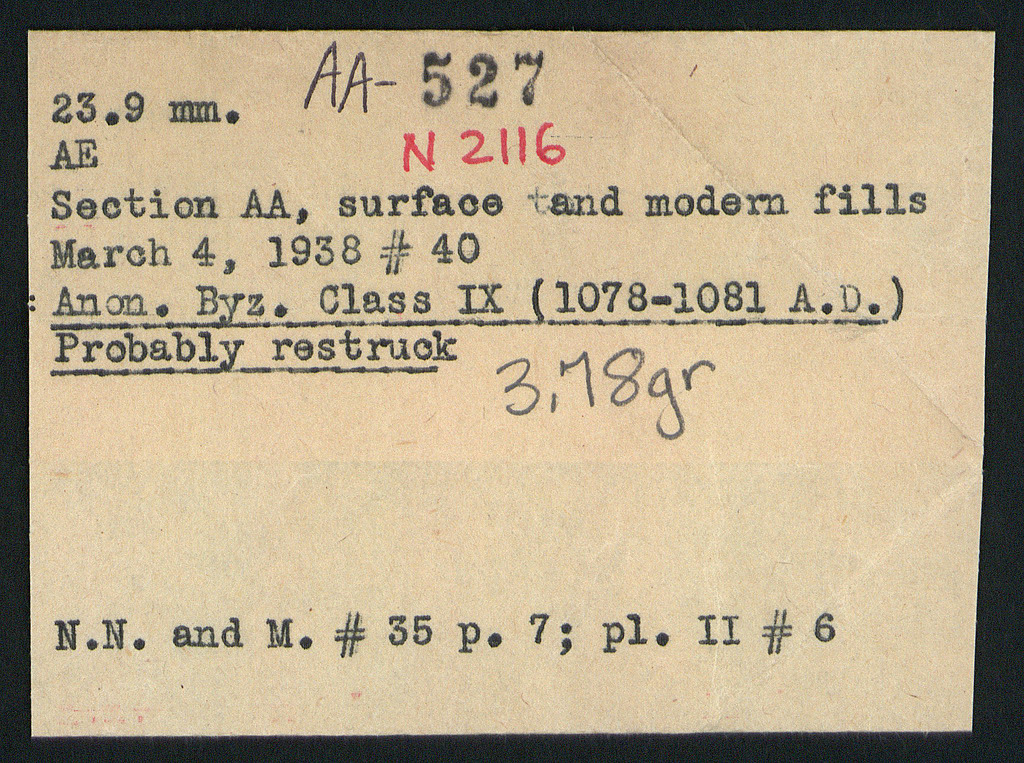 AA- 527
23.9 mm.
N 2116
AE
Section AA, surface and modern fills
March 4, 1938 # 40
: Anon. Byz. Class IX (1078-1081 A.D.)
Probably restruck
3,78gr
N.N. and M. # 35 p. 7; pl. II # 6